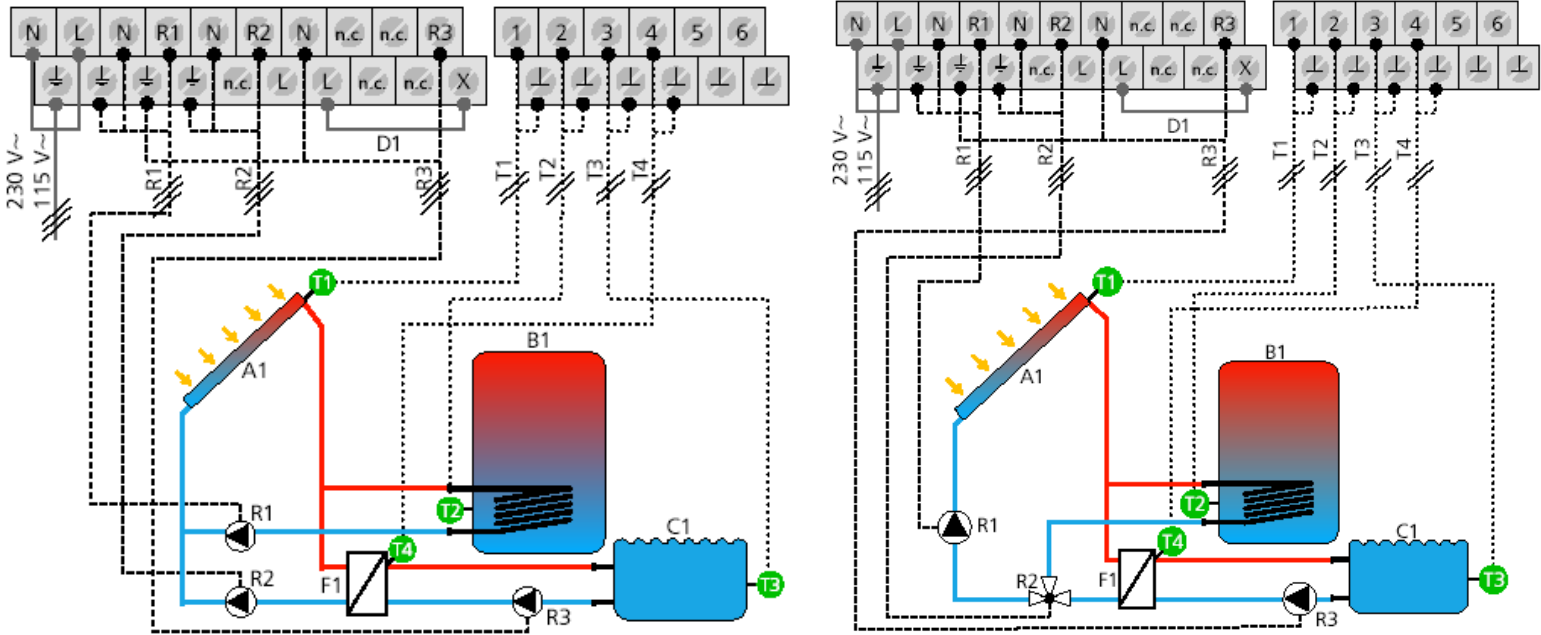 N L N R1 N R2 N n.c. n.c. R3
1 2 3 4 5 6
n.c. L L n.c. n.c. X
D1
230 V~
115 V~
R1
R2
R3
T1
T2
T3
T4
T1
A1
B1
T2
R1
R2
T4
F1
C1
T3
R3
N L N R1 N R2 N n.c. n.c. R3
1 2 3 4 5 6
n.c. L L n.c. n.c. X
D1
230 V~
115 V~
R1
R2
R3
T1
T2
T3
T4
T1
A1
B1
T2
R1
R2
T4
F1
C1
T3
R3